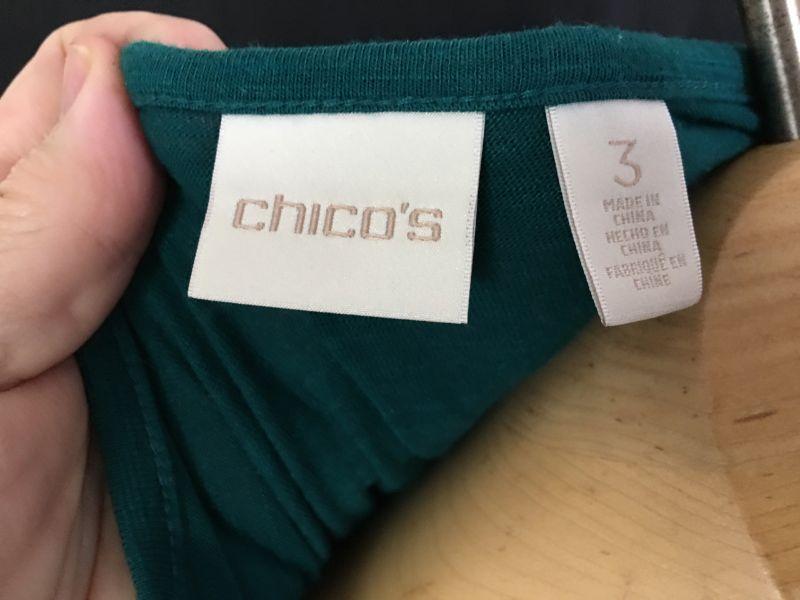 chico's
3
MADE IN
CHINA
HECHO EN
CHINA
FABRIQUÉ EN
CHINE